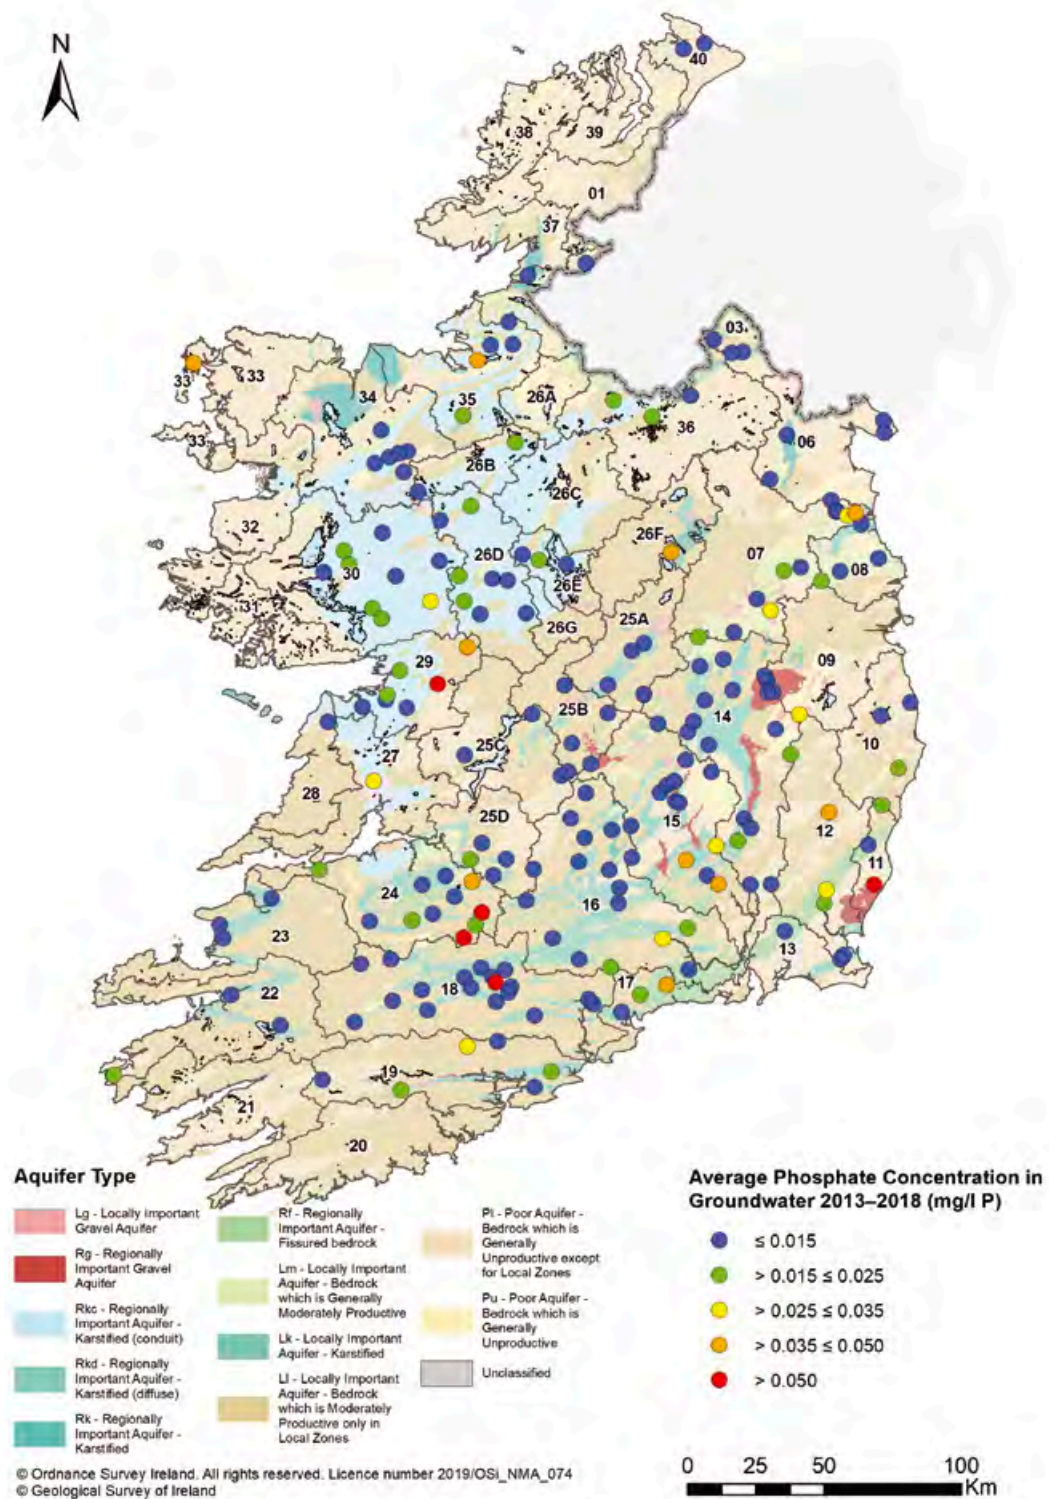 N
40
38
39
01
37
03
33
33
34
35
26A
36
06
33
26B
26C
32
26F
07
26D
30
26E
08
31
26G
25A
29
09
25B
14
10
27
25C
28
25D
15
12
11
24
16
23
13
22
18
17
19
21
20
Aquifer Type
Lg - Locally Important
Gravel Aquifer
Rg - Regionally
Important Gravel
Aquifer
Rkc - Regionally
Important Aquifer -
Karstified (conduit)
Rkd - Regionally
Important Aquifer -
Karstified (diffuse)
Rk - Regionally
Important Aquifer -
Karstified
Rf - Regionally
Important Aquifer -
Fissured bedrock
Lm - Locally Important
Aquifer - Bedrock
which is Generally
Moderately Productive
Lk - Locally Important
Aquifer - Karstified
Ll - Locally Important
Aquifer - Bedrock
which is Moderately
Productive only in
Local Zones
Pl - Poor Aquifer -
Bedrock which is
Generally
Unproductive except
for Local Zones
Pu - Poor Aquifer -
Bedrock which is
Generally
Unproductive
Unclassified
Average Phosphate Concentration in
Groundwater 2013–2018 (mg/l P)
≤ 0.015
> 0.015 ≤ 0.025
> 0.025 ≤ 0.035
> 0.035 ≤ 0.050
> 0.050
© Ordnance Survey Ireland. All rights reserved. Licence number 2019/OSi_NMA_074
© Geological Survey of Ireland
0 25 50 100
Km